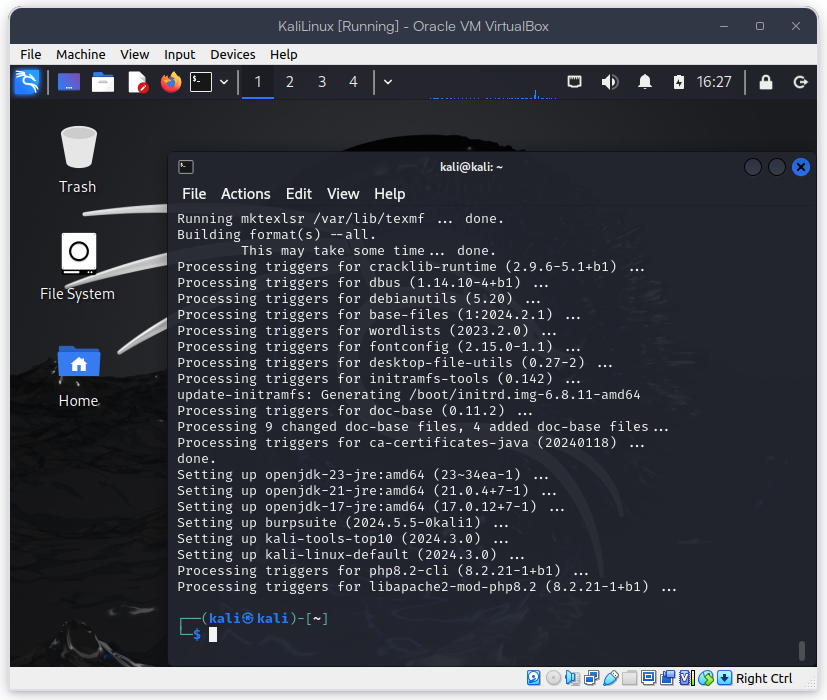 KaliLinux [Running] - Oracle VM VirtualBox
File Machine View Input Devices Help
1 2 3 4 16:27
Trash
File System
Home
kali@kali: ~
File Actions Edit View Help
Running mktexlsr /var/lib/texmf ... done.
Building format(s) --all.
This may take some time... done.
Processing triggers for cracklib-runtime (2.9.6-5.1+b1) ...
Processing triggers for dbus (1.14.10-4+b1) ...
Processing triggers for debianutils (5.20) ...
Processing triggers for base-files (1:2024.2.1) ...
Processing triggers for wordlists (2023.2.0) ...
Processing triggers for fontconfig (2.15.0-1.1) ...
Processing triggers for desktop-file-utils (0.27-2) ...
Processing triggers for initramfs-tools (0.142) ...
update-initramfs: Generating /boot/initrd.img-6.8.11-amd64
Processing triggers for doc-base (0.11.2) ...
Processing 9 changed doc-base files, 4 added doc-base files...
Processing triggers for ca-certificates-java (20240118) ...
done.
Setting up openjdk-23-jre:amd64 (23~34ea-1) ...
Setting up openjdk-21-jre:amd64 (21.0.4+7-1) ...
Setting up openjdk-17-jre:amd64 (17.0.12+7-1) ...
Setting up burpsuite (2024.5.5-0kali1) ...
Setting up kali-tools-top10 (2024.3.0) ...
Setting up kali-linux-default (2024.3.0) ...
Processing triggers for php8.2-cli (8.2.21-1+b1) ...
Processing triggers for libapache2-mod-php8.2 (8.2.21-1+b1) ...
┌──(kali㉿kali)-[~]
└─$
Right Ctrl